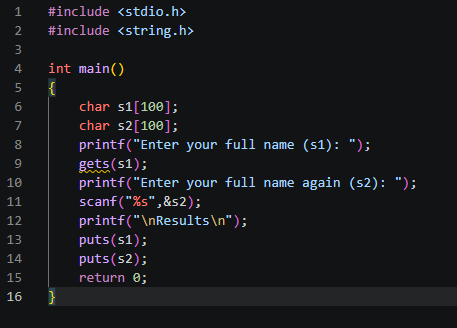 1 #include <stdio.h>
2 #include <string.h>
3
4 int main()
5 {
6     char s1[100];
7     char s2[100];
8     printf("Enter your full name (s1): ");
9     gets(s1);
10     printf("Enter your full name again (s2): ");
11     scanf("%s",&s2);
12     printf("\nResults\n");
13     puts(s1);
14     puts(s2);
15     return 0;
16 }